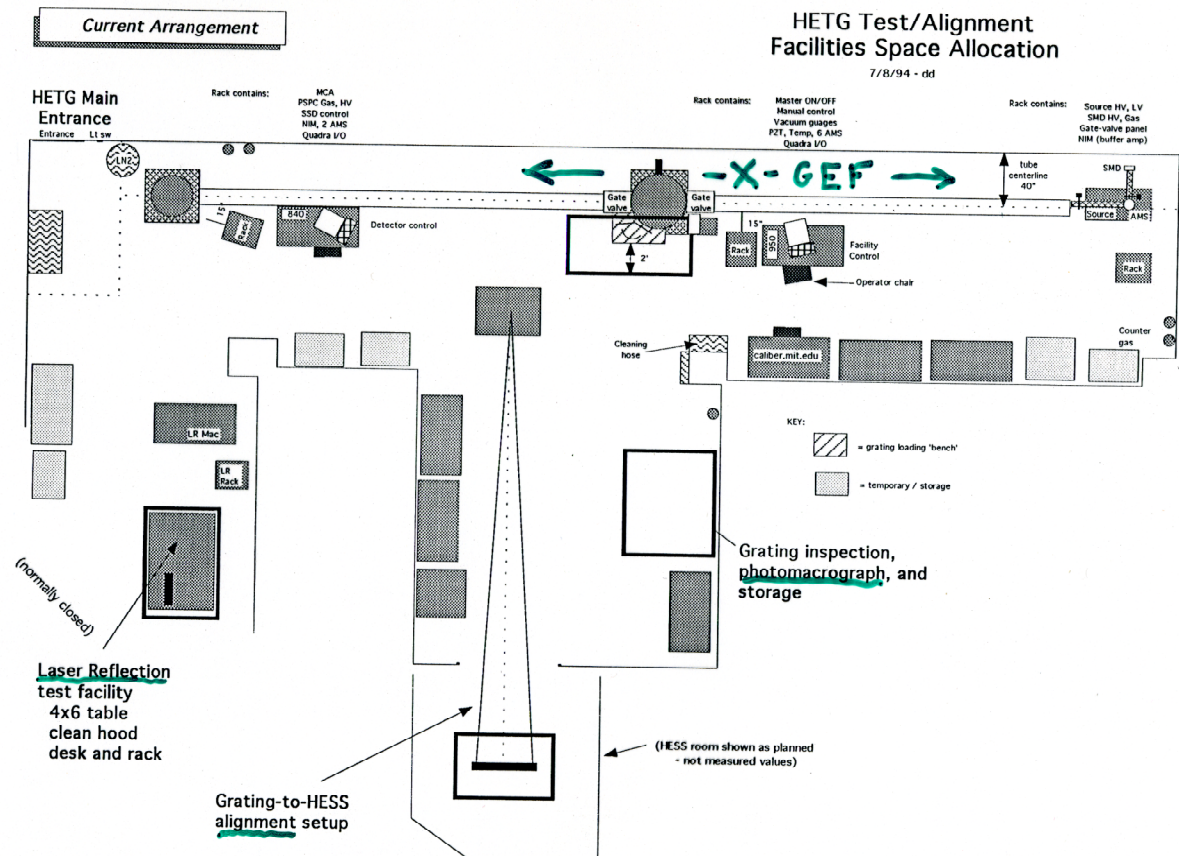 Current Arrangement
HETG Test/Alignment
Facilities Space Allocation
7/8/94 - dd
HETG Main
Entrance
Entrance Lt sw
Rack contains:
MCA
PSPC Gas, HV
SSD control
NIM, 2 AMS
Quadra I/O
Rack contains:
Master ON/OFF
Manual control
Vacuum guages
PZT, Temp, 6 AMS
Quadra I/O
Rack contains:
Source HV, LV
SMD HV, Gas
Gate-valve panel
NIM (buffer amp)
LN2
-X-GEF
tube
centerline
40"
SMD
Gate
valve
Gate
valve
Source
AMS
15"
Rack
840
Detector control
2'
15"
Rack
950
Facility
Control
Rack
Operator chair
Cleaning
hose
caliber.mit.edu
Counter
gas
LR Mac
LR
Rack
KEY:
= grating loading 'bench'
= temporary / storage
(normally closed)
Grating inspection,
photomacrograph, and
storage
Laser Reflection
test facility
4x6 table
clean hood
desk and rack
Grating-to-HESS
alignment setup
(HESS room shown as planned
- not measured values)